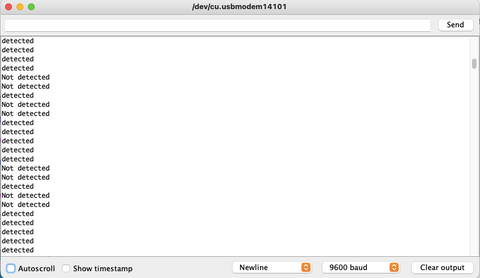 /dev/cu.usbmodem14101
Send
detected
detected
detected
detected
Not detected
Not detected
detected
Not detected
Not detected
detected
detected
detected
detected
detected
Not detected
Not detected
detected
Not detected
Not detected
detected
detected
detected
detected
detected
Autoscroll Show timestamp Newline 9600 baud Clear output